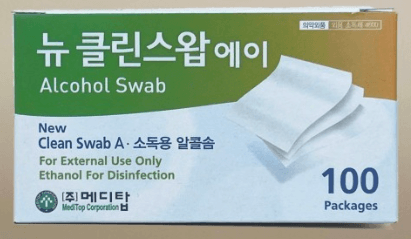 뉴 클린스왑 에이
의약외품
Alcohol Swab
New
Clean Swab A · 소독용 알콜솜
For External Use Only
Ethanol For Disinfection
100
Packages
(주)메디탑
MediTop Corporation